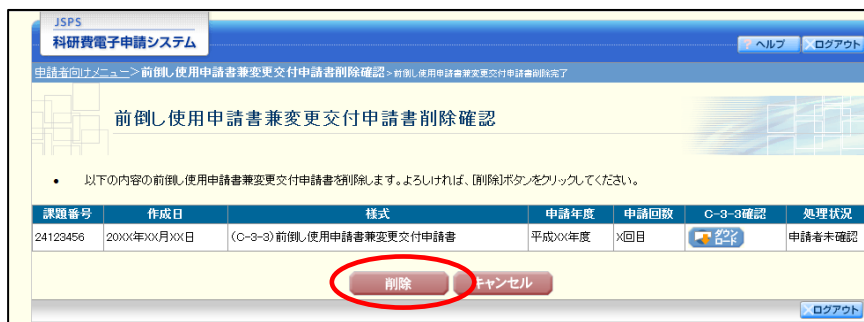 JSPS
科研費電子申請システム
? ヘルプ ×ログアウト
申請者向けメニュー>前倒し使用申請書兼変更交付申請書削除確認>前倒し使用申請書兼変更交付申請書削除完了
前倒し使用申請書兼変更交付申請書削除確認
• 以下の内容の前倒し使用申請書兼変更交付申請書を削除します。よろしければ、[削除]ボタンをクリックしてください。
課題番号 作成日 様式 申請年度 申請回数 C-3-3確認 処理状況
24123456 20XX年XX月XX日 (C-3-3)前倒し使用申請書兼変更交付申請書 平成XX年度 X回目 ダウンロード 申請者未確認
削除 キャンセル
×ログアウト